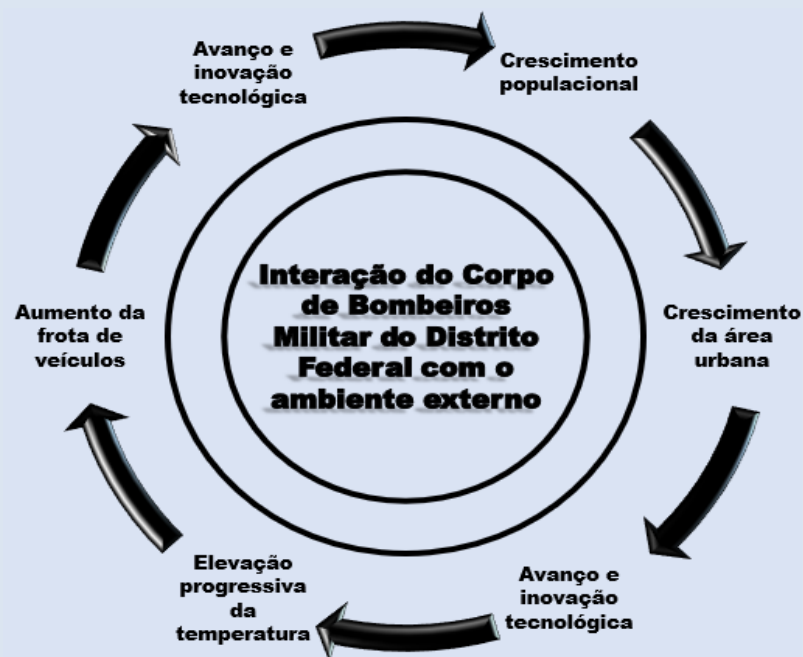 Avanço e
inovação
tecnológica
Crescimento
populacional
Crescimento
da área
urbana
Avanço e
inovação
tecnológica
Elevação
progressiva
da
temperatura
Aumento da
frota de
veículos
Interação do Corpo
de Bombeiros
Militar do Distrito
Federal com o
ambiente externo